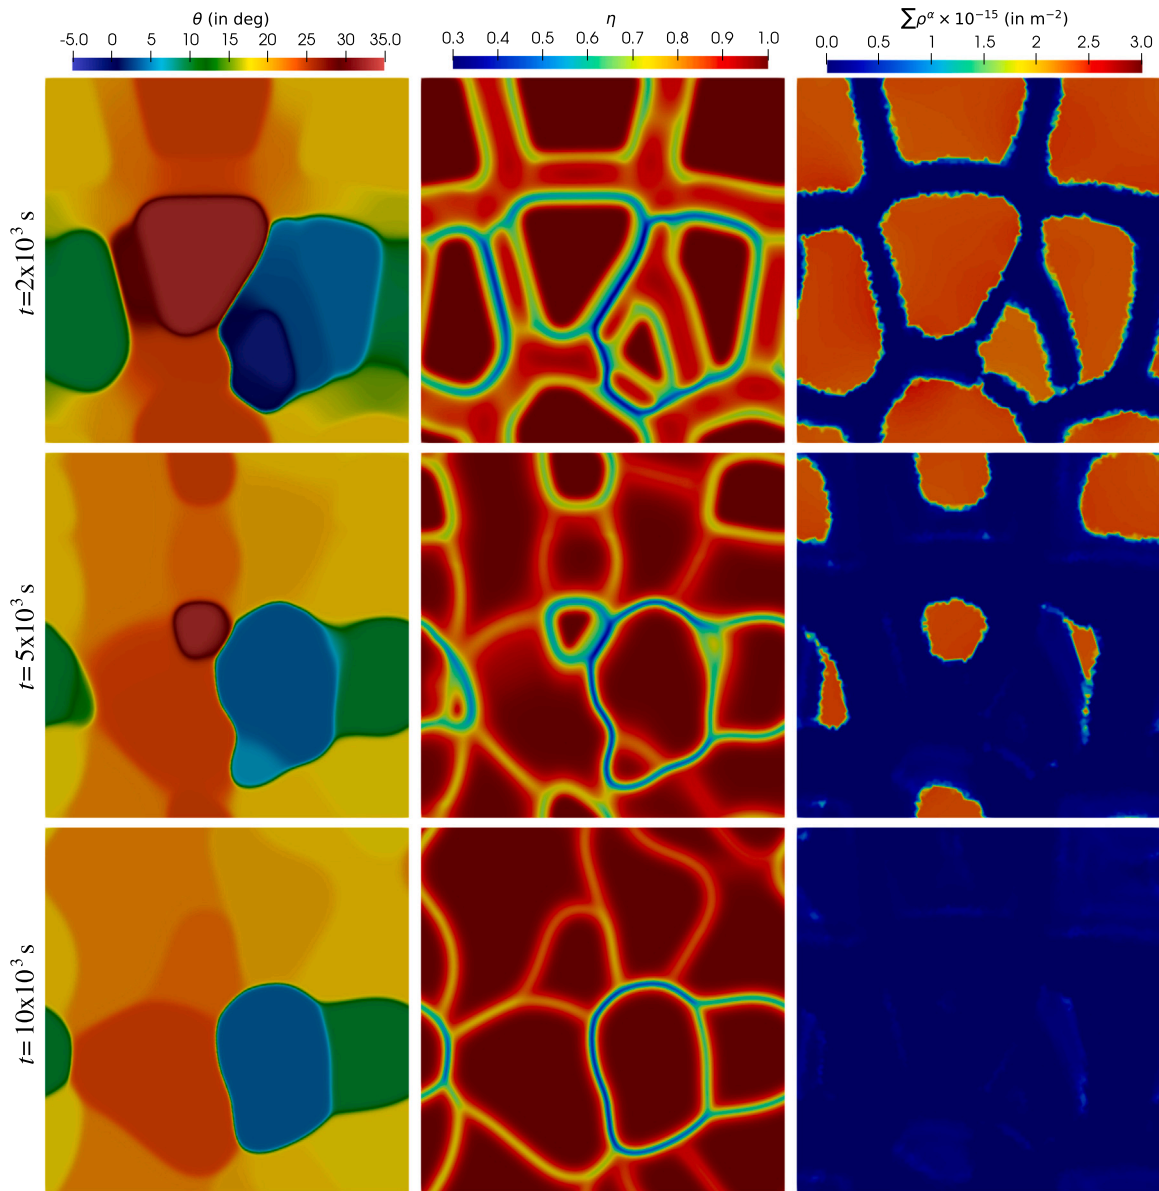 θ (in deg)
-5.0 0 5 10 15 20 25 30 35.0
η
0.3 0.4 0.5 0.6 0.7 0.8 0.9 1.0
∑ρ^α × 10^−15 (in m^−2)
0.0 0.5 1 1.5 2 2.5 3.0
t=2x10^3 s
t=5x10^3 s
t=10x10^3 s